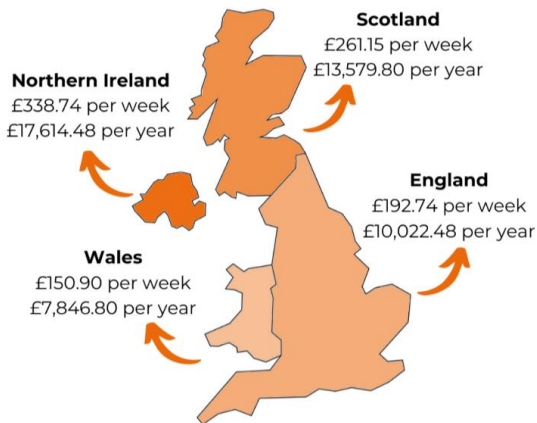 Scotland
£261.15 per week
£13,579.80 per year
Northern Ireland
£338.74 per week
£17,614.48 per year
England
£192.74 per week
£10,022.48 per year
Wales
£150.90 per week
£7,846.80 per year